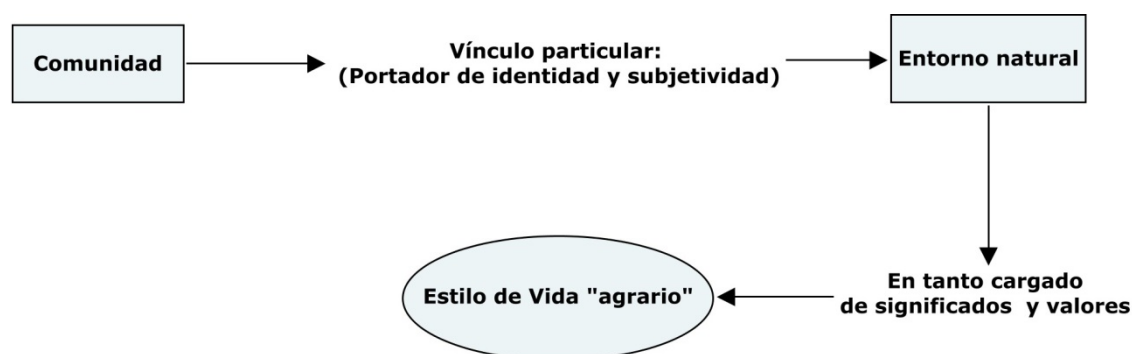 Comunidad
Vínculo particular:
(Portador de identidad y subjetividad)
Entorno natural
En tanto cargado
de significados y valores
Estilo de Vida "agrario"